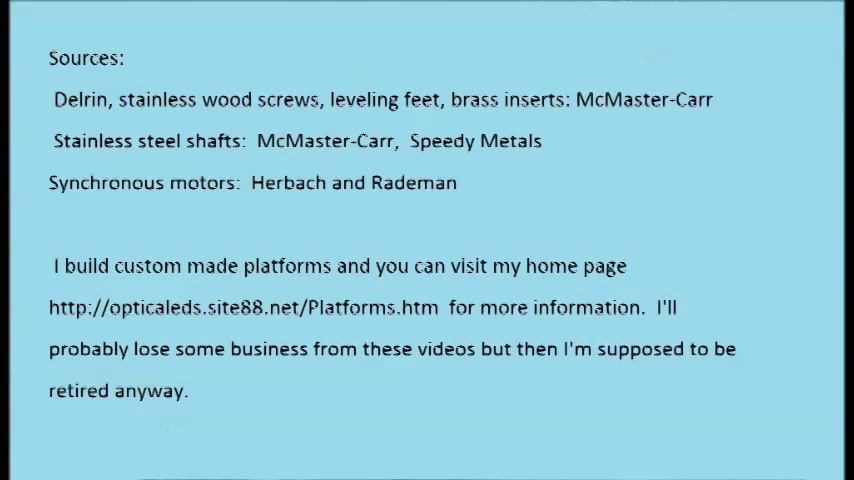 Sources:
Delrin, stainless wood screws, leveling feet, brass inserts: McMaster-Carr
Stainless steel shafts: McMaster-Carr, Speedy Metals
Synchronous motors: Herbach and Rademan
I build custom made platforms and you can visit my home page
http://opticaleds.site88.net/Platforms.htm for more information. I'll
probably lose some business from these videos but then I'm supposed to be
retired anyway.